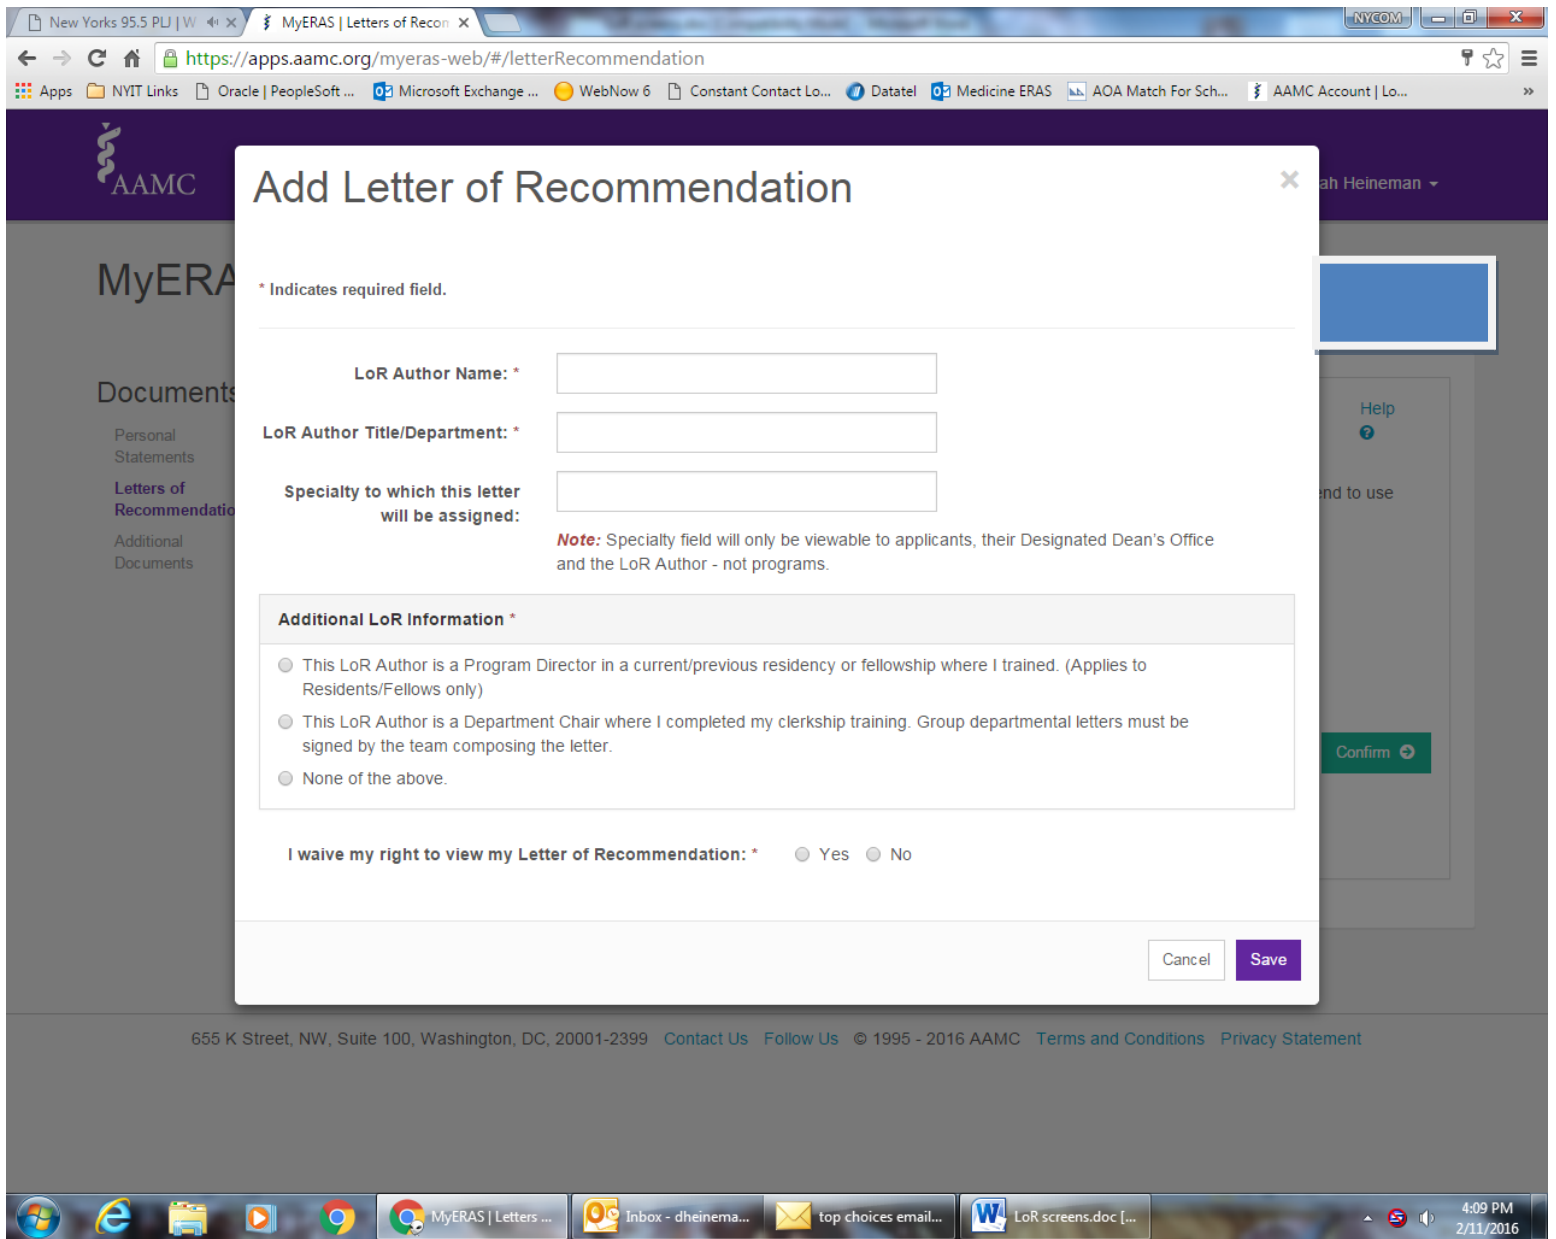 New Yorks 95.5 PLJ | W
MyERAS | Letters of Recom
NYCOM
https://apps.aamc.org/myeras-web/#/letterRecommendation
Apps
NYIT Links
Oracle | PeopleSoft ...
Microsoft Exchange ...
WebNow 6
Constant Contact Lo...
Datatel
Medicine ERAS
AOA Match For Sch...
AAMC Account | Lo...
»
AAMC
ah Heineman
Add Letter of Recommendation
×
MyERA
* Indicates required field.
LoR Author Name: *
Documents
Personal
Statements
Letters of
Recommendatio
Additional
Documents
LoR Author Title/Department: *
Specialty to which this letter
will be assigned:
Note: Specialty field will only be viewable to applicants, their Designated Dean's Office
and the LoR Author - not programs.
Help
end to use
Additional LoR Information *
This LoR Author is a Program Director in a current/previous residency or fellowship where I trained. (Applies to
Residents/Fellows only)
This LoR Author is a Department Chair where I completed my clerkship training. Group departmental letters must be
signed by the team composing the letter.
None of the above.
Confirm
I waive my right to view my Letter of Recommendation: * Yes No
Cancel
Save
655 K Street, NW, Suite 100, Washington, DC, 20001-2399 Contact Us Follow Us © 1995 - 2016 AAMC Terms and Conditions Privacy Statement
MyERAS | Letters ...
Inbox - dheinema...
top choices email...
LoR screens.doc [...
4:09 PM
2/11/2016